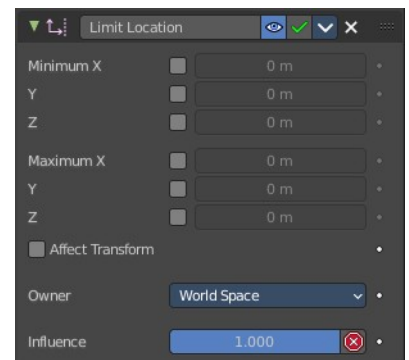 Limit Location
Minimum X 0 m
Y 0 m
Z 0 m
Maximum X 0 m
Y 0 m
Z 0 m
Affect Transform
Owner World Space
Influence 1.000